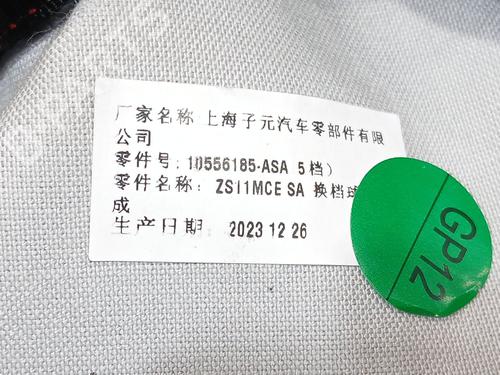 厂家名称 上海子元汽车零部件有限
公司
零件号: 10556185-ASA 5档)
零件名称: ZS11MCE SA 换档球
成
生产日期: 2023 12 26
GP12